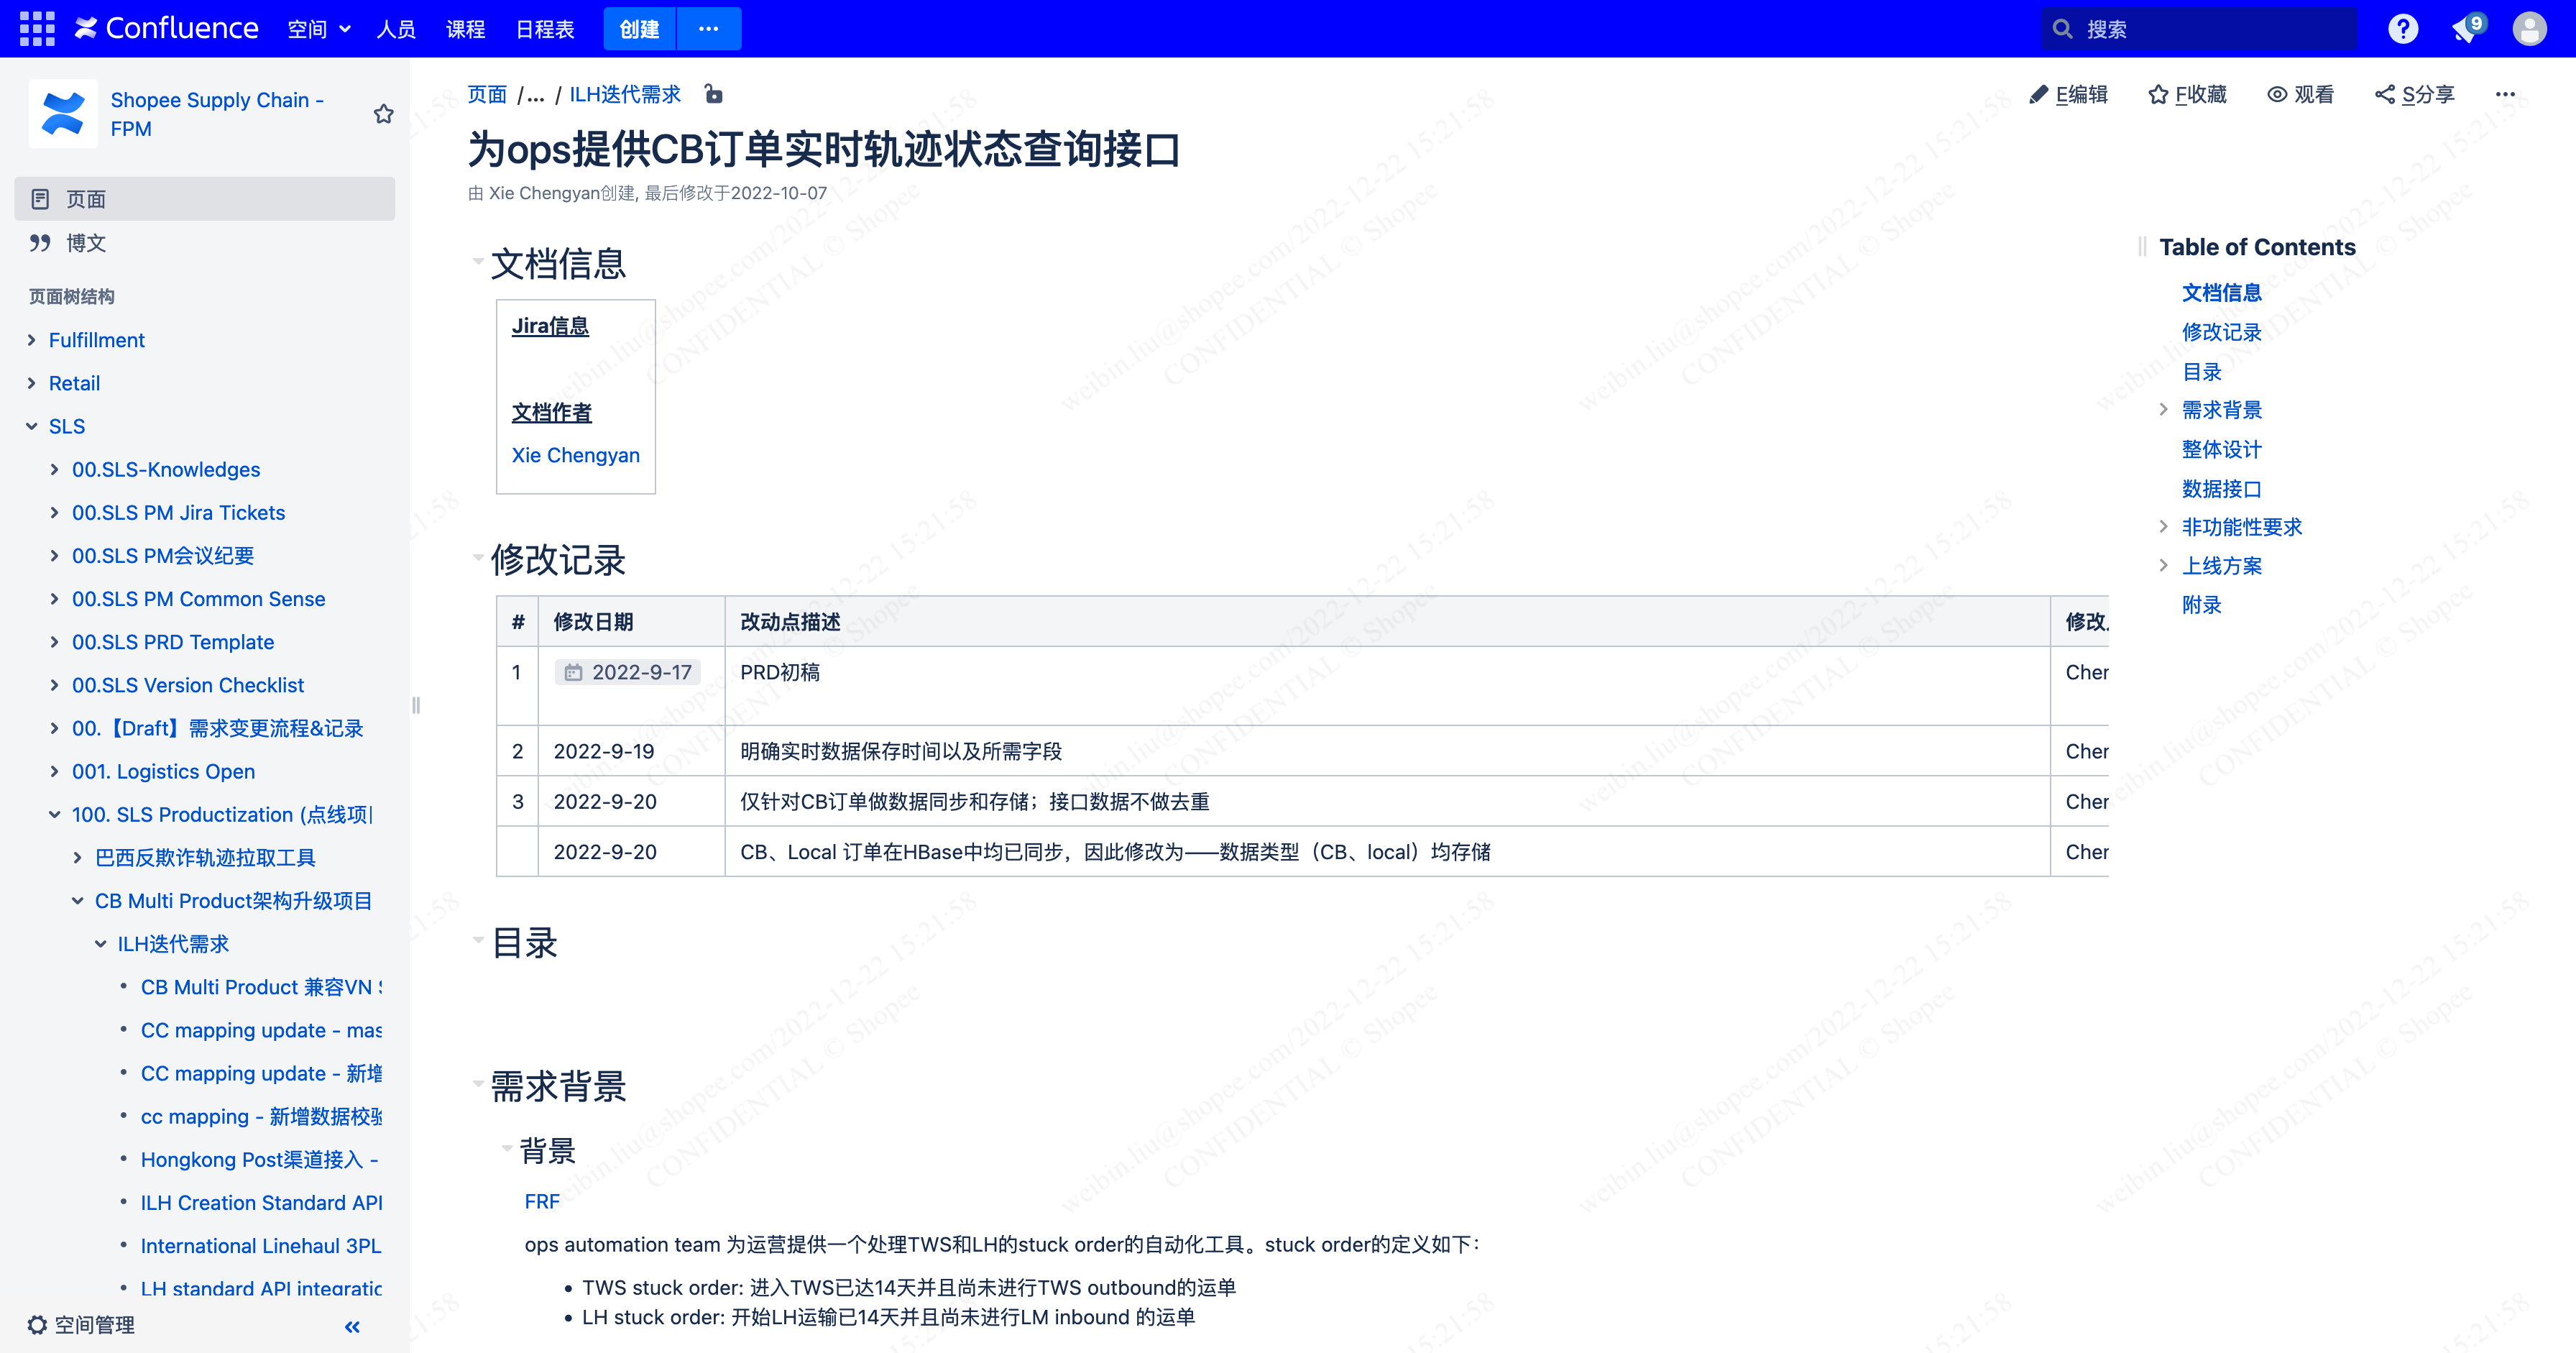 Confluence 空间 人员 课程 日程表 创建 ··· 搜索 9
Shopee Supply Chain -
FPM
页面
博文
页面树结构
Fulfillment
Retail
SLS
00.SLS-Knowledges
00.SLS PM Jira Tickets
00.SLS PM会议纪要
00.SLS PM Common Sense
00.SLS PRD Template
00.SLS Version Checklist
00.【Draft】需求变更流程&记录
001. Logistics Open
100. SLS Productization (点线项
巴西反欺诈轨迹拉取工具
CB Multi Product架构升级项目
ILH迭代需求
CB Multi Product 兼容VN
CC mapping update - mas
CC mapping update - 新增
cc mapping - 新增数据校验
Hongkong Post渠道接入 -
ILH Creation Standard API
International Linehaul 3PL
LH standard API integratic
空间管理
页面 /... / ILH迭代需求
E编辑 F收藏 观看 S分享 ···
为ops提供CB订单实时轨迹状态查询接口
由 Xie Chengyan创建, 最后修改于2022-10-07
文档信息
Jira信息
文档作者
Xie Chengyan
修改记录
# 修改日期 改动点描述 修改
1 2022-9-17 PRD初稿 Cher
2 2022-9-19 明确实时数据保存时间以及所需字段 Cher
3 2022-9-20 仅针对CB订单做数据同步和存储；接口数据不做去重 Cher
2022-9-20 CB、Local 订单在HBase中均已同步，因此修改为——数据类型（CB、local）均存储 Cher
目录
需求背景
背景
FRF
ops automation team 为运营提供一个处理TWS和LH的stuck order的自动化工具。stuck order的定义如下：
• TWS stuck order: 进入TWS已达14天并且尚未进行TWS outbound的运单
• LH stuck order: 开始LH运输已14天并且尚未进行LM inbound 的运单
Table of Contents
文档信息
修改记录
目录
需求背景
整体设计
数据接口
非功能性要求
上线方案
附录
weibin.liu@shopee.com/2022-12-22 15:21:58
CONFIDENTIAL © Shopee